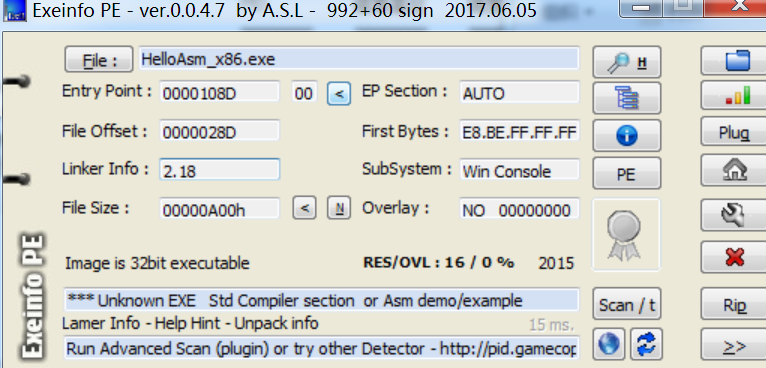 Exeinfo PE - ver.0.0.4.7 by A.S.L - 992+60 sign 2017.06.05
File : HelloAsm_x86.exe H
Entry Point : 0000108D 00 < EP Section : AUTO
File Offset : 0000028D First Bytes : E8.BE.FF.FF.FF Plug
Linker Info : 2.18 SubSystem : Win Console PE
File Size : 00000A00h < N Overlay : NO 00000000
Image is 32bit executable RES/OVL : 16 / 0 % 2015
*** Unknown EXE Std Compiler section or Asm demo/example Scan / t Rip
Lamer Info - Help Hint - Unpack info 15 ms.
Run Advanced Scan (plugin) or try other Detector - http://pid.gamecop >>
Exeinfo PE